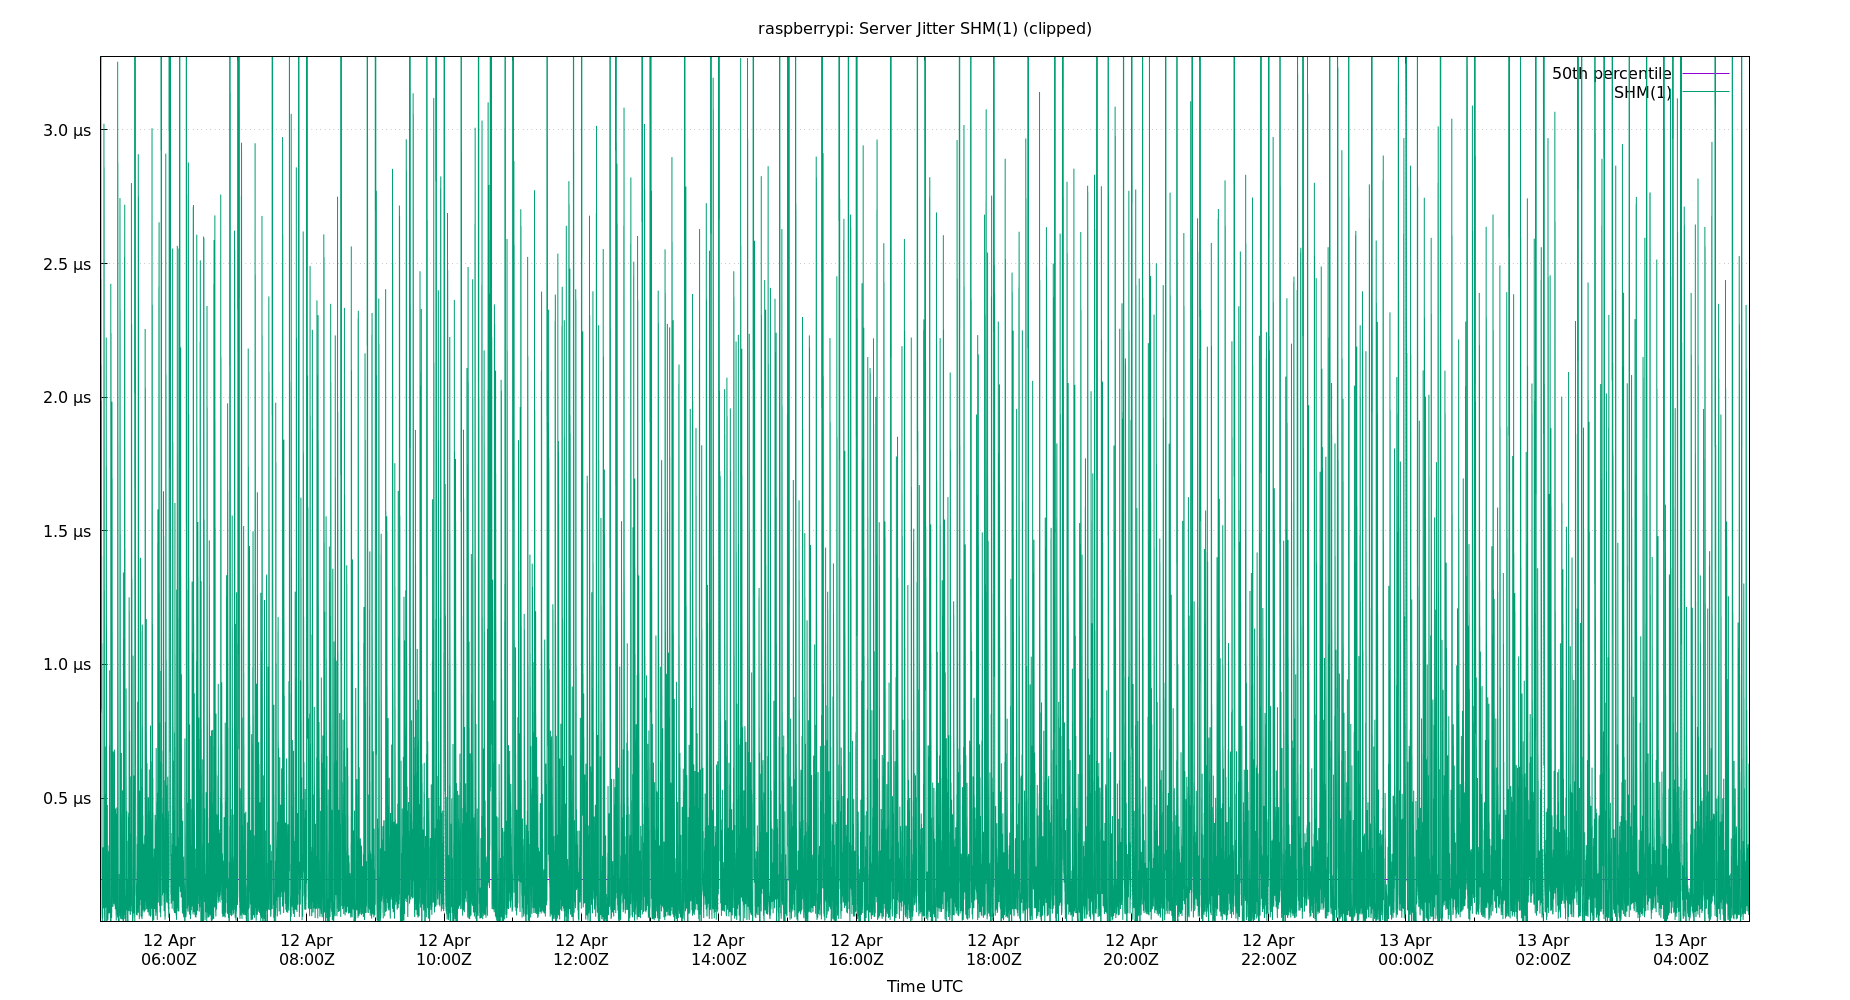 raspberrypi: Server Jitter SHM(1) (clipped)
50th percentile
SHM(1)
3.0 µs
2.5 µs
2.0 µs
1.5 µs
1.0 µs
0.5 µs
12 Apr 12 Apr 12 Apr 12 Apr 12 Apr 12 Apr 12 Apr 12 Apr 12 Apr 13 Apr 13 Apr 13 Apr
06:00Z 08:00Z 10:00Z 12:00Z 14:00Z 16:00Z 18:00Z 20:00Z 22:00Z 00:00Z 02:00Z 04:00Z
Time UTC